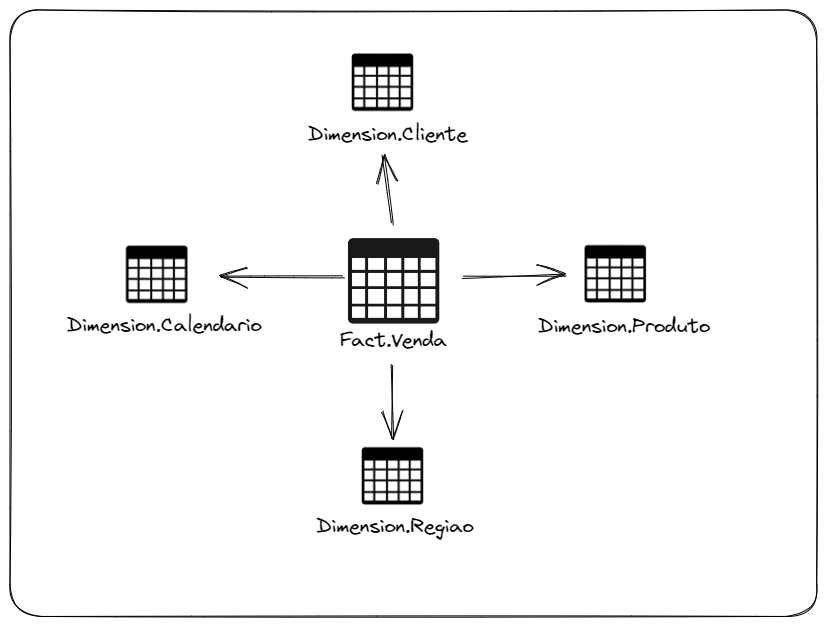 Dimension.Cliente
Dimension.Calendario
Fact.Venda
Dimension.Produto
Dimension.Regiao